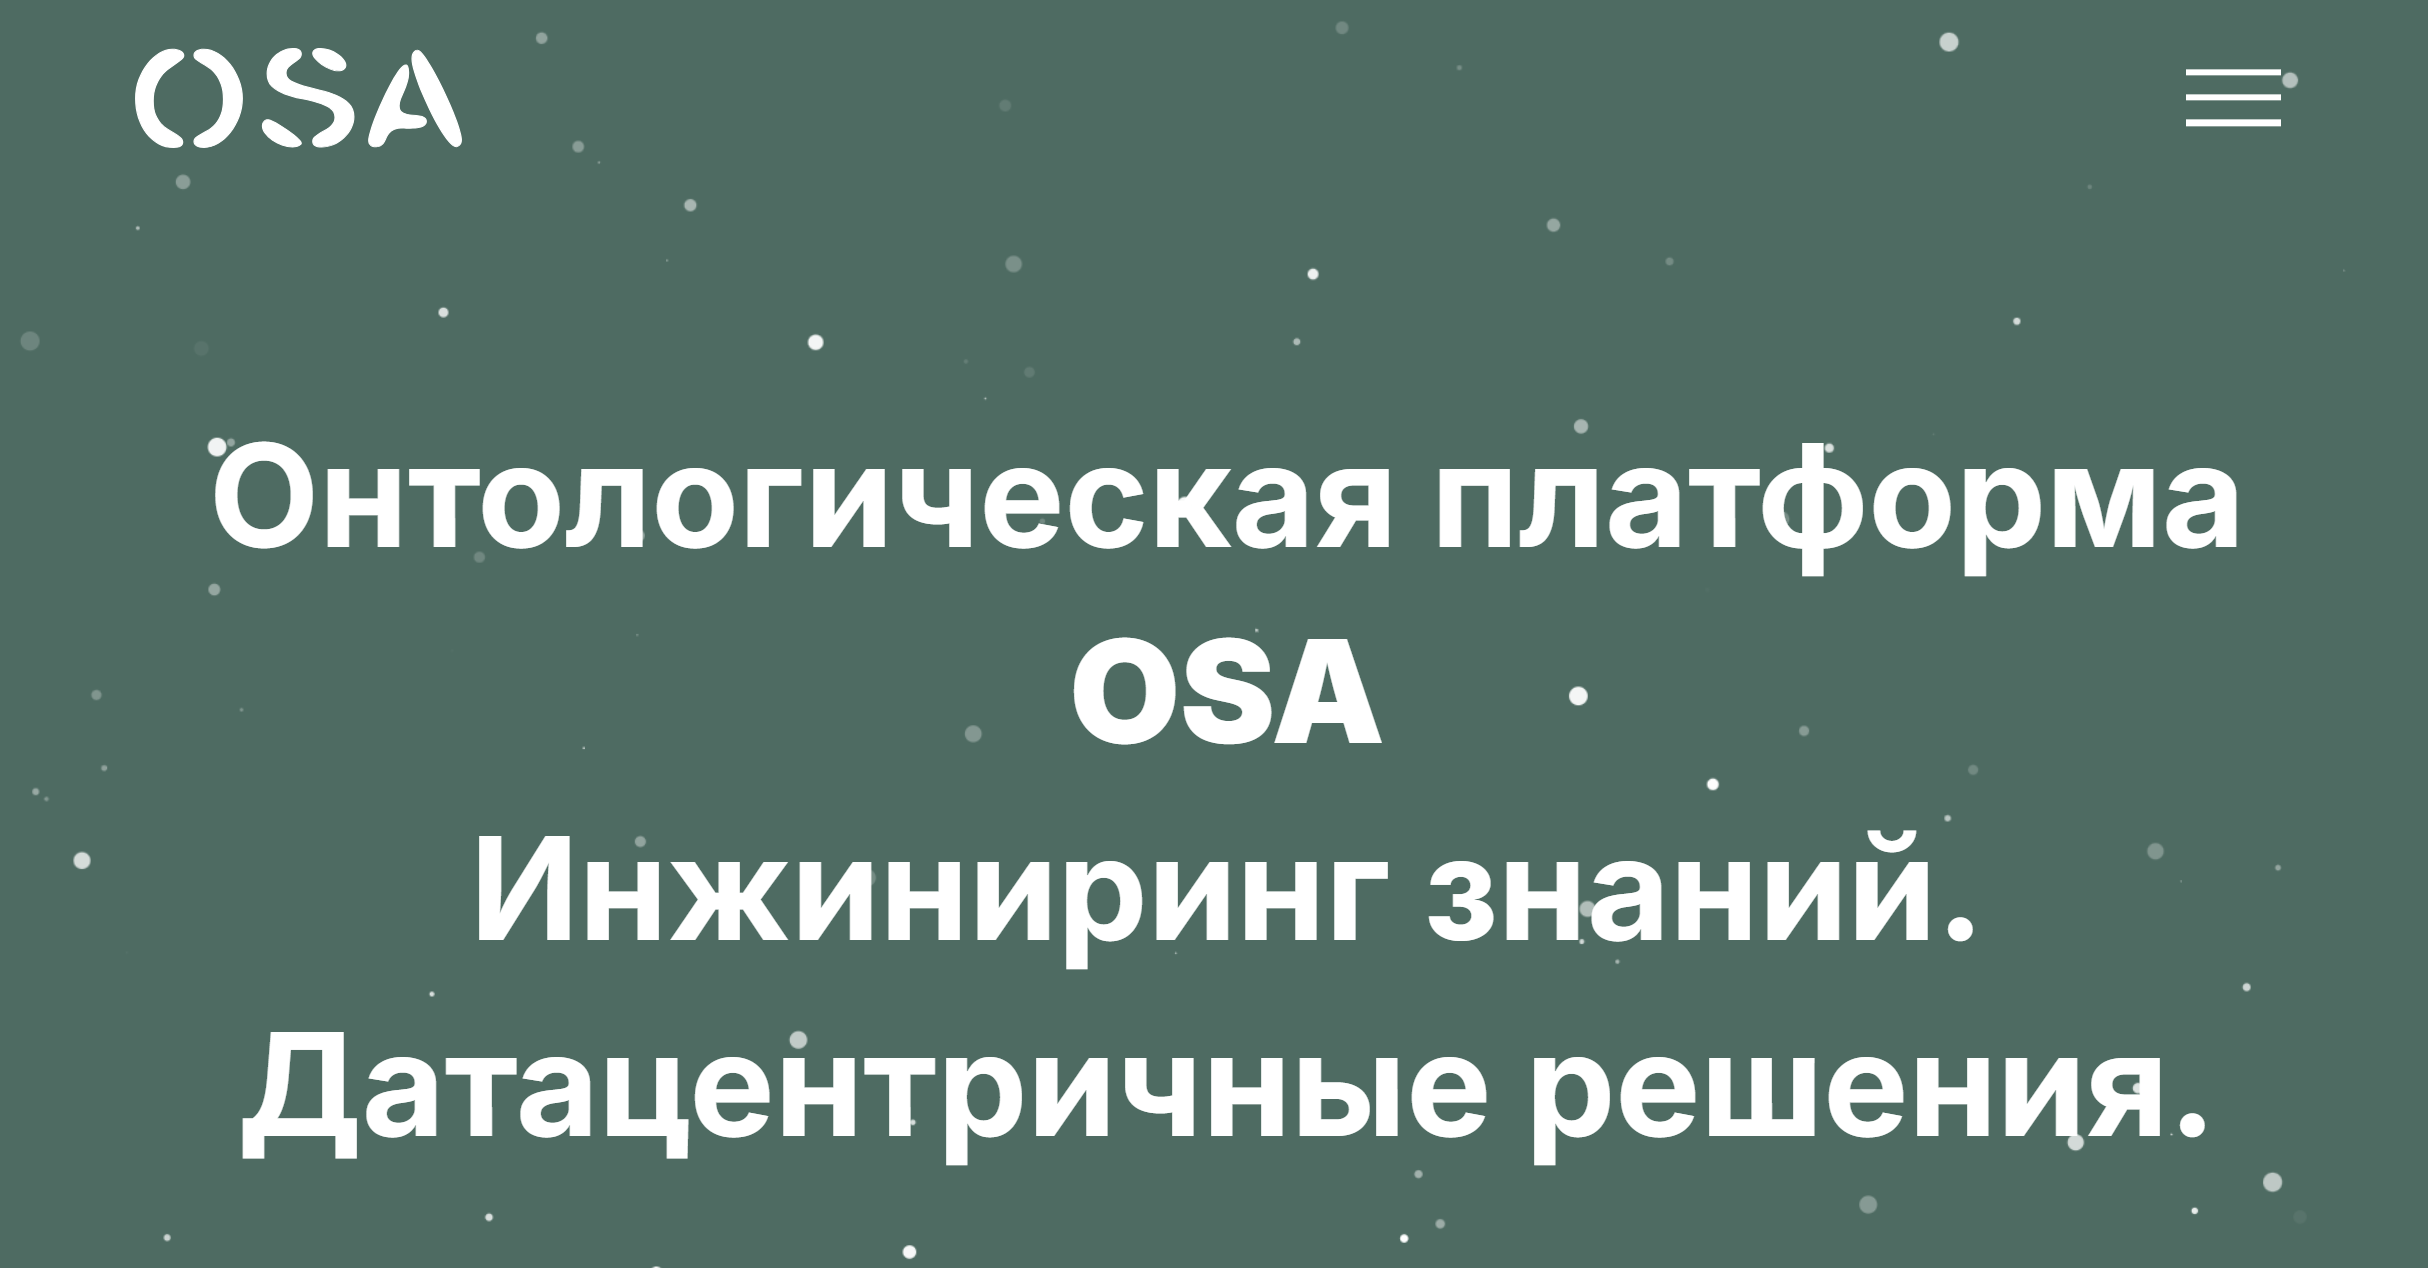 OSA
Онтологическая платформа
OSA
Инжиниринг знаний.
Датацентричные решения.